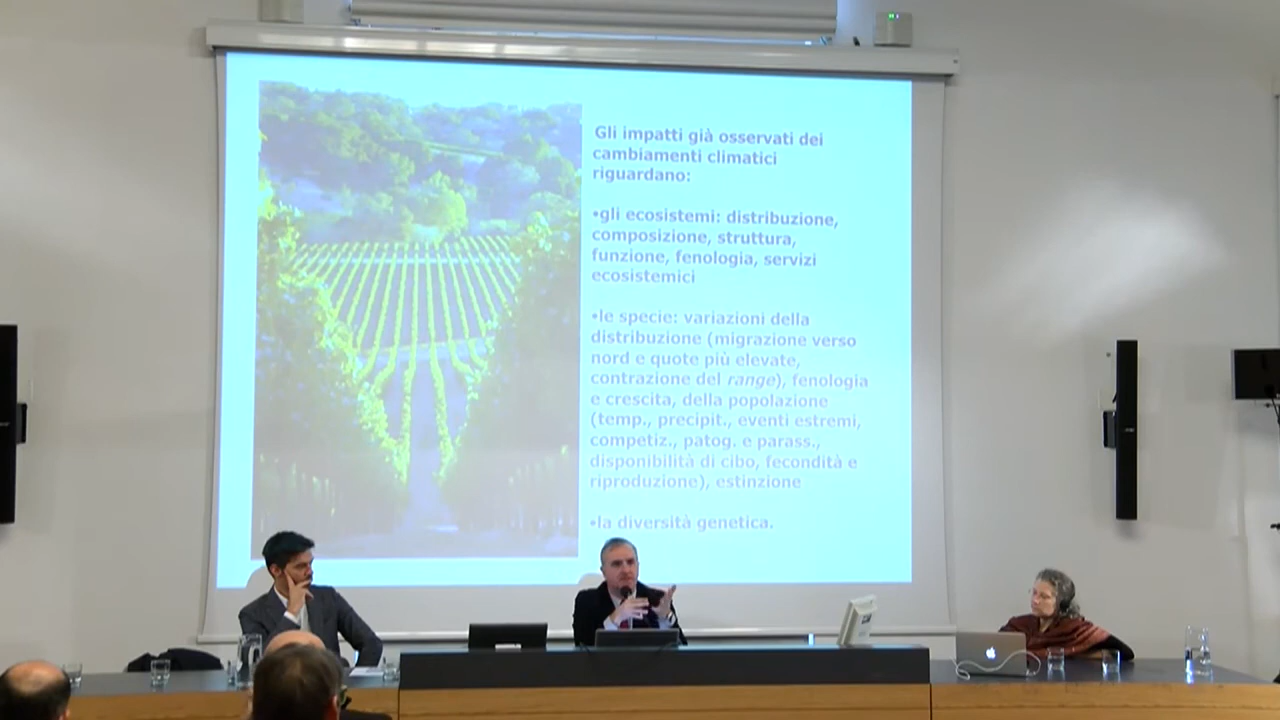 Gli impatti già osservati dei
cambiamenti climatici
riguardano:
•gli ecosistemi: distribuzione,
composizione, struttura,
funzione, fenologia, servizi
ecosistemici
•le specie: variazioni della
distribuzione (migrazione verso
nord e quote più elevate,
contrazione del range), fenologia
e crescita, della popolazione
(temp., precipit., eventi estremi,
competiz., patog. e parass.,
disponibilità di cibo, fecondità e
riproduzione), estinzione
•la diversità genetica.